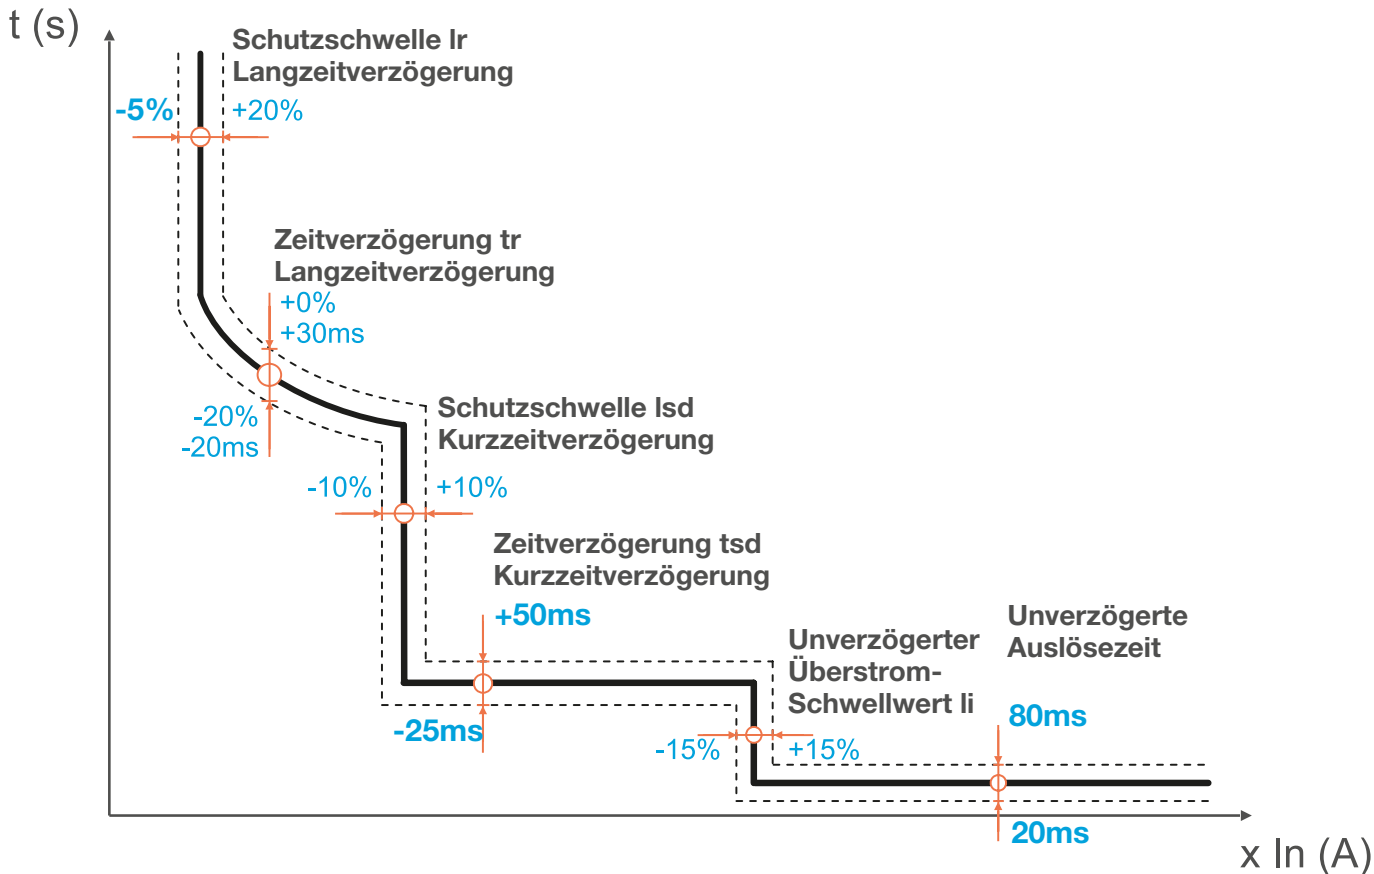 t (s)
Schutzschwelle Ir
Langzeitverzögerung
-5%
+20%
Zeitverzögerung tr
Langzeitverzögerung
+0%
+30ms
-20%
-20ms
Schutzschwelle Isd
Kurzzeitverzögerung
-10%
+10%
Zeitverzögerung tsd
Kurzzeitverzögerung
+50ms
-25ms
Unverzögerter
Überstrom-
Schwellwert Ii
-15%
+15%
Unverzögerte
Auslösezeit
80ms
20ms
x In (A)